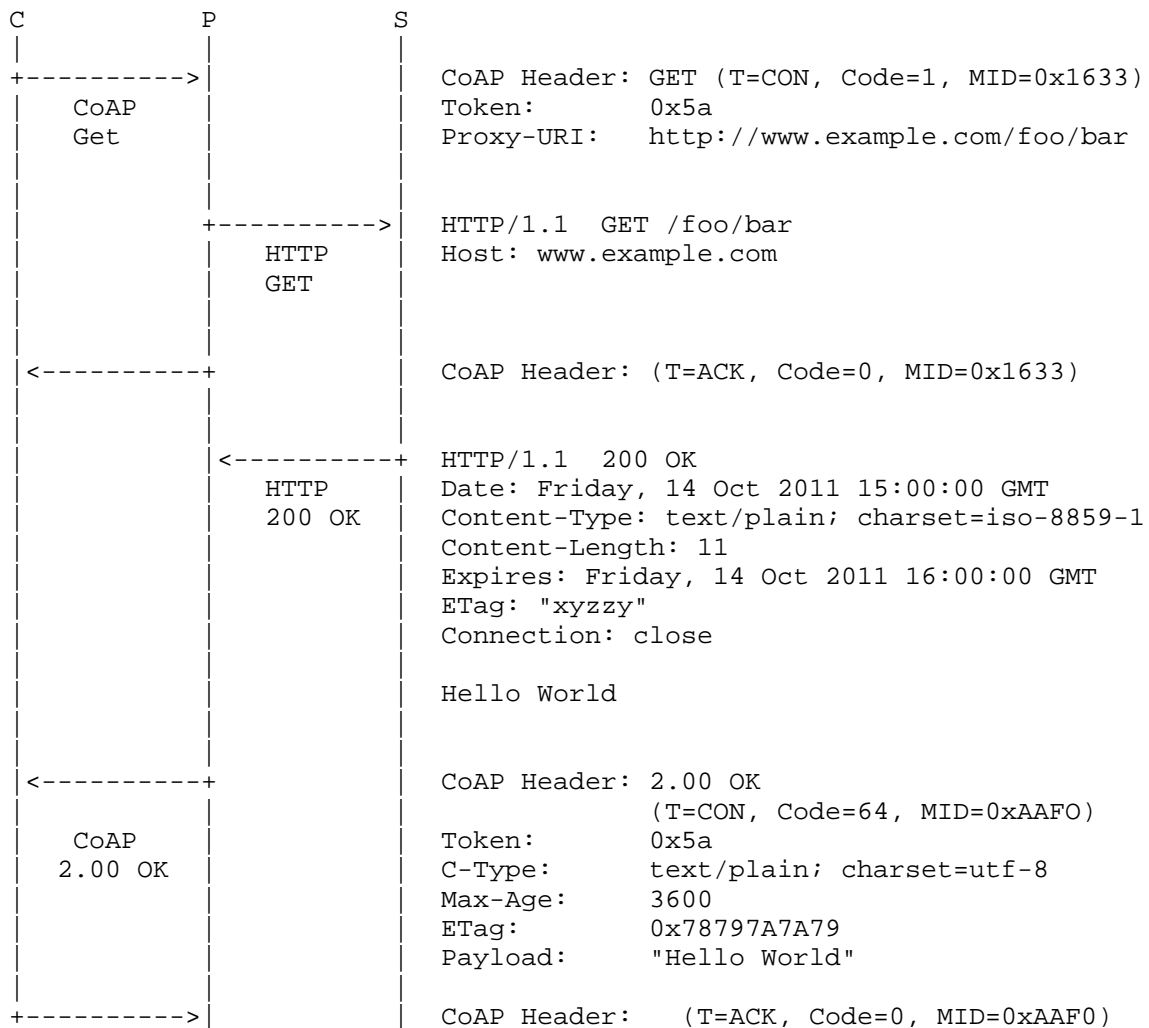 C P S
CoAP Header: GET (T=CON, Code=1, MID=0x1633)
CoAP Token: 0x5a
Get Proxy-URI: http://www.example.com/foo/bar
HTTP/1.1 GET /foo/bar
HTTP Host: www.example.com
GET
CoAP Header: (T=ACK, Code=0, MID=0x1633)
HTTP/1.1 200 OK
HTTP Date: Friday, 14 Oct 2011 15:00:00 GMT
200 OK Content-Type: text/plain; charset=iso-8859-1
Content-Length: 11
Expires: Friday, 14 Oct 2011 16:00:00 GMT
ETag: "xyzzy"
Connection: close
Hello World
CoAP Header: 2.00 OK
(T=CON, Code=64, MID=0xAAFO)
CoAP Token: 0x5a
2.00 OK C-Type: text/plain; charset=utf-8
Max-Age: 3600
ETag: 0x78797A7A79
Payload: "Hello World"
CoAP Header: (T=ACK, Code=0, MID=0xAAF0)